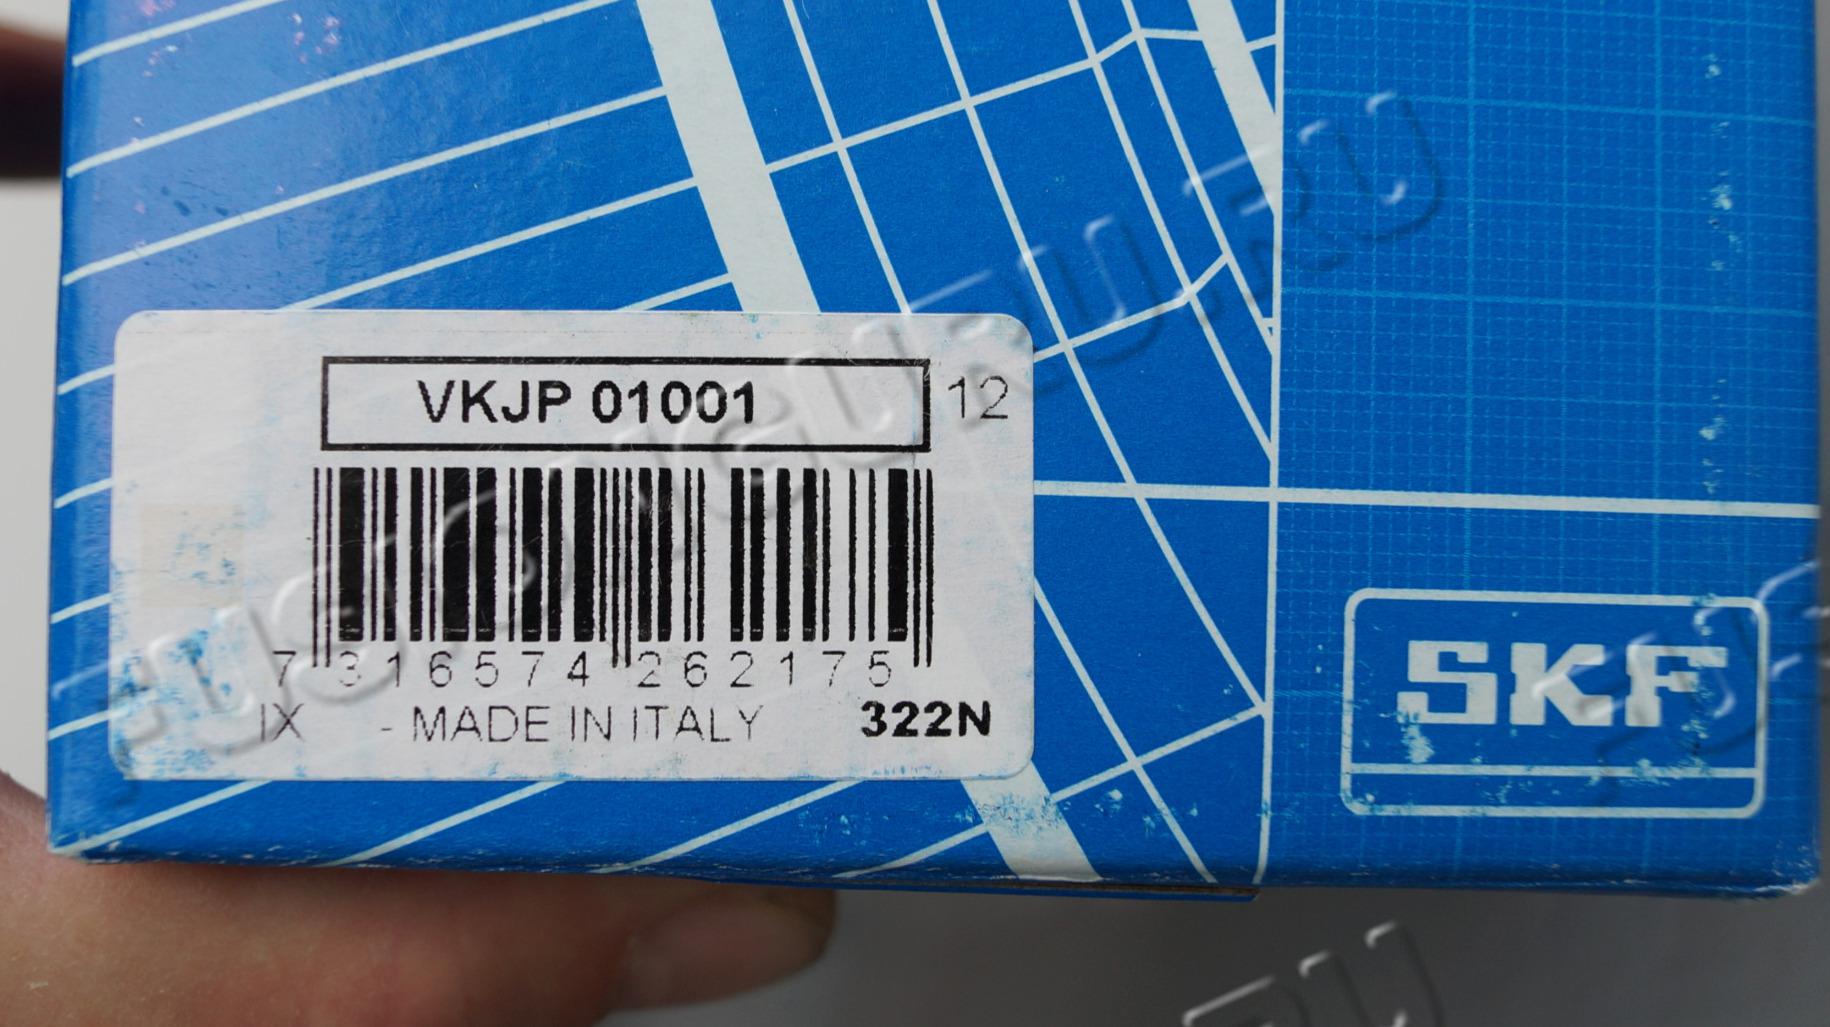 VKJP 01001
12
7 316574 262175
IX - MADE IN ITALY 322N
SKF